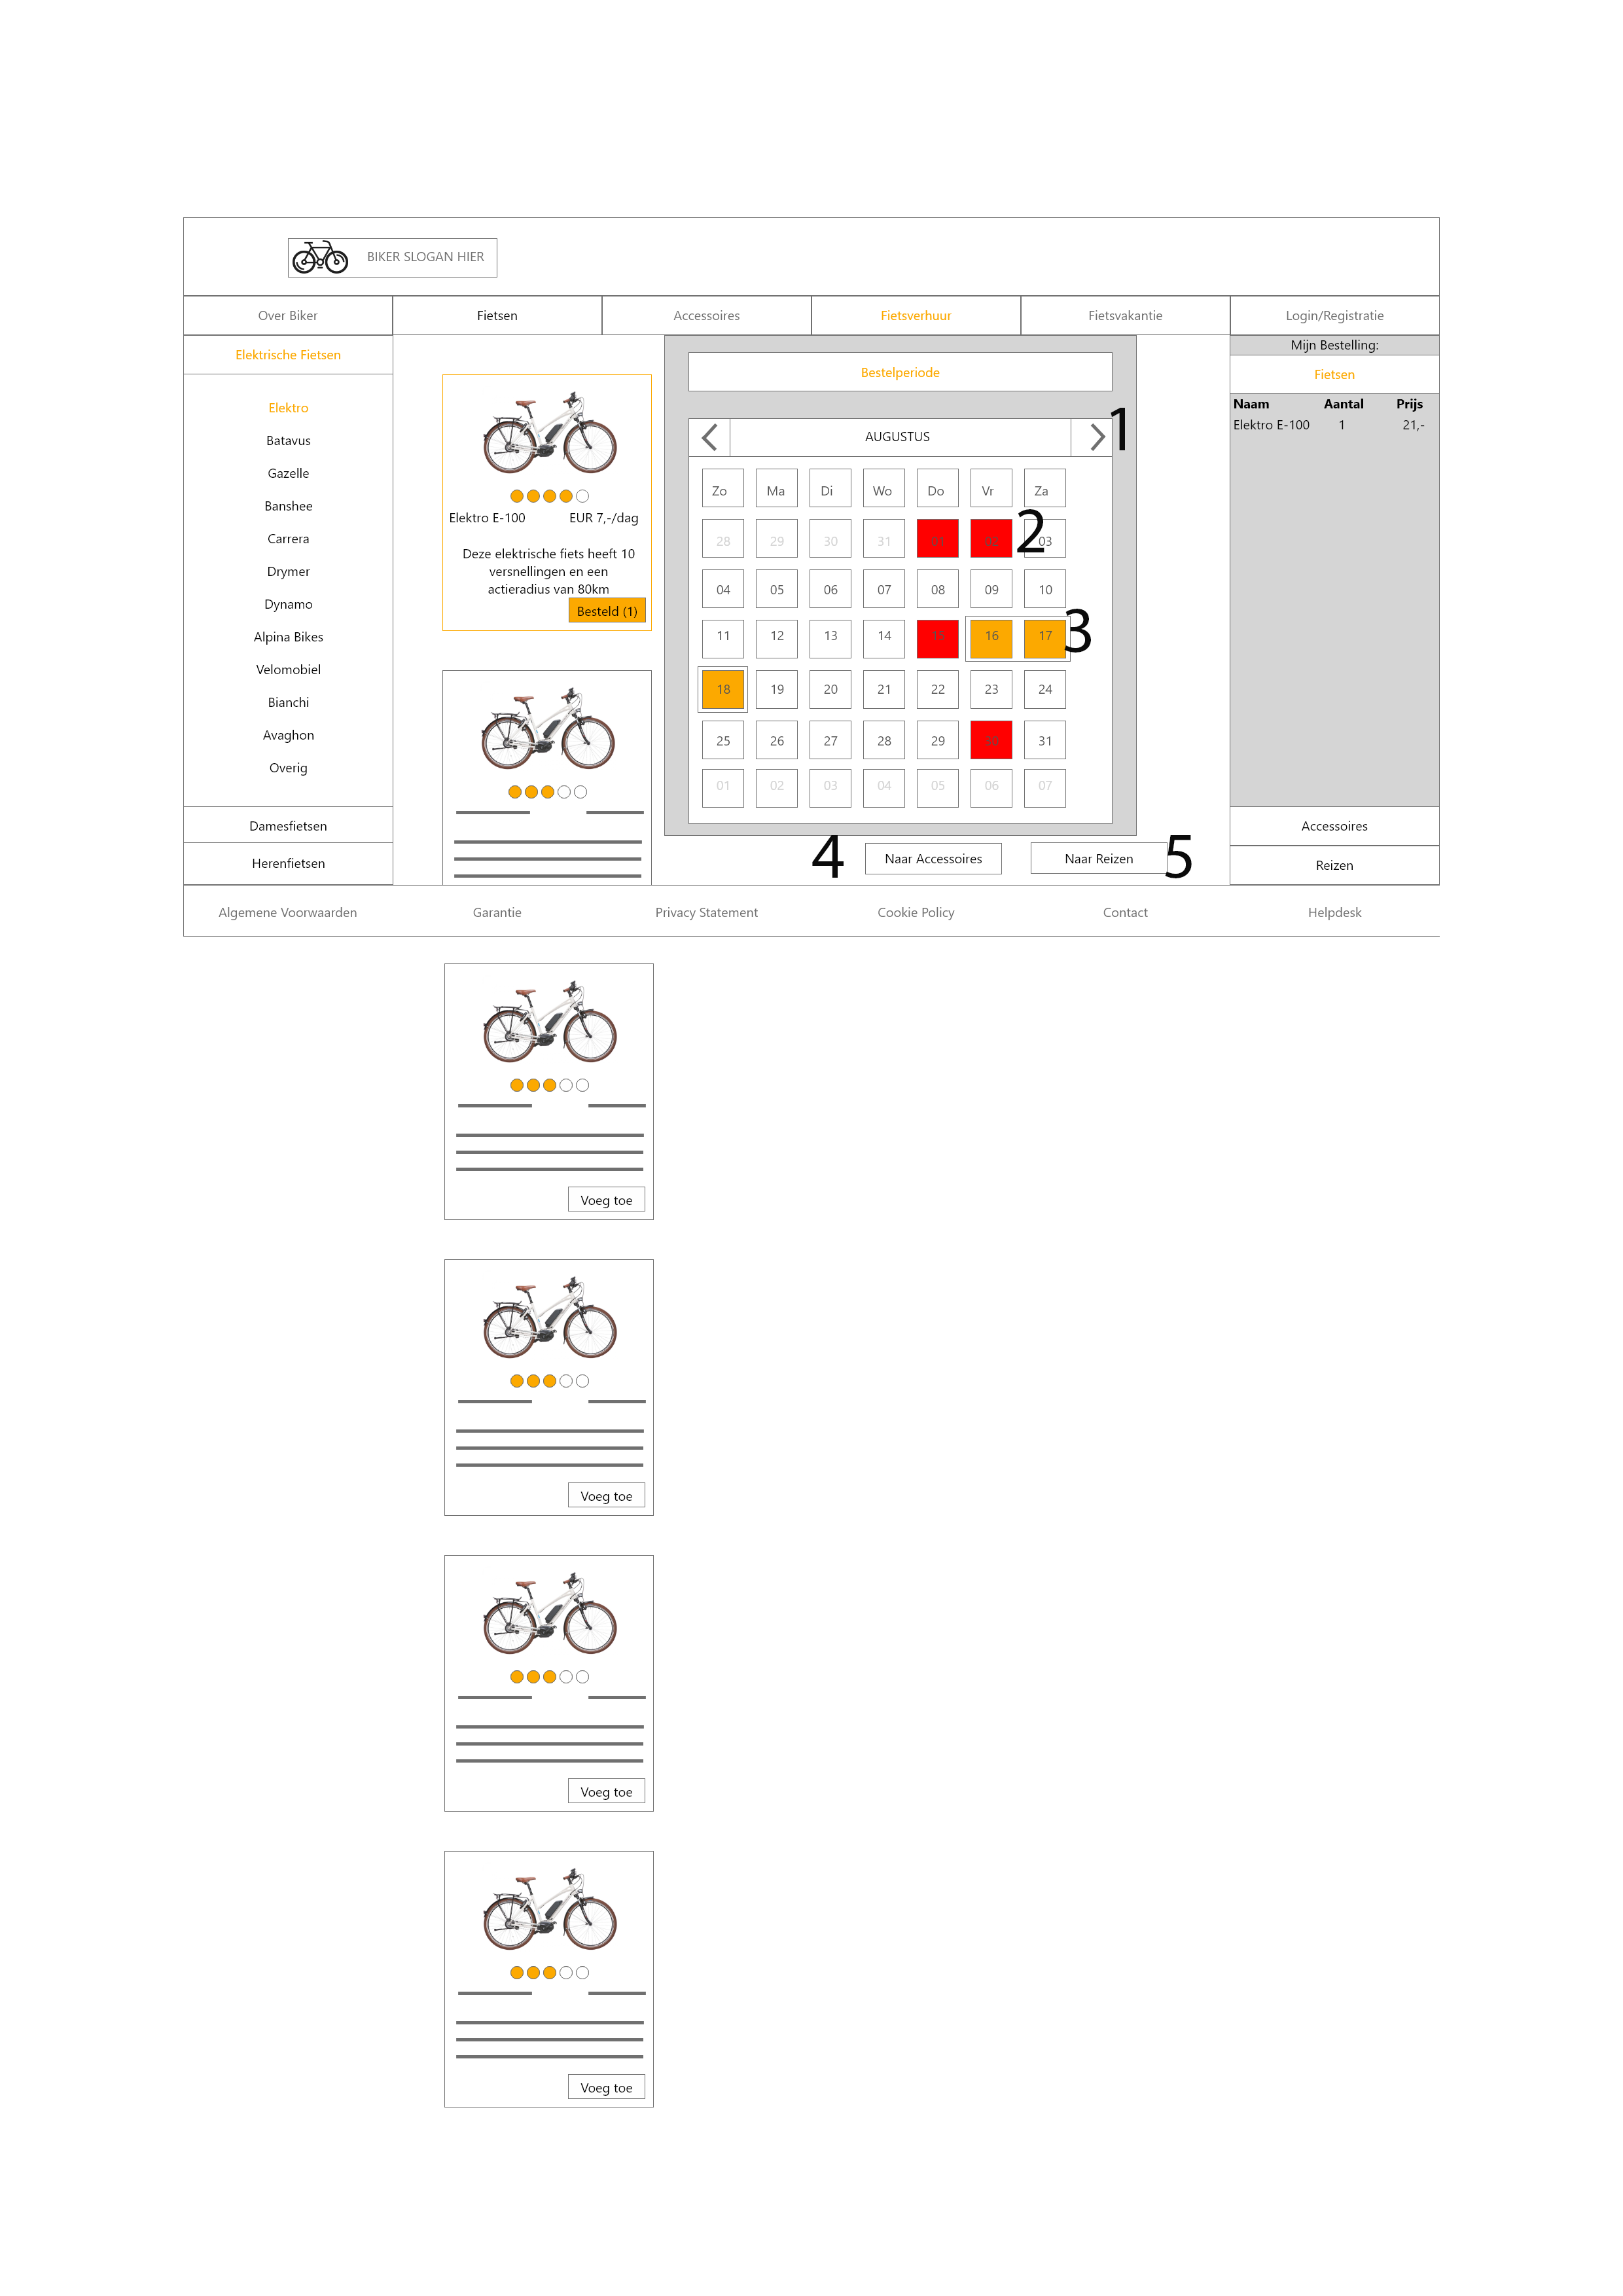 BIKER SLOGAN HIER
Over Biker
Fietsen
Accessoires
Fietsverhuur
Fietsvakantie
Login/Registratie
Elektrische Fietsen
Elektro
Batavus
Gazelle
Banshee
Carrera
Drymer
Dynamo
Alpina Bikes
Velomobiel
Bianchi
Avaghon
Overig
Damesfietsen
Herenfietsen
Elektro E-100 EUR 7,-/dag
Deze elektrische fiets heeft 10
versnellingen en een
actieradius van 80km
Besteld (1)
Bestelperiode
AUGUSTUS
1
Zo Ma Di Wo Do Vr Za
28 29 30 31 01 02 03
2
04 05 06 07 08 09 10
11 12 13 14 15 16 17
3
18 19 20 21 22 23 24
25 26 27 28 29 30 31
01 02 03 04 05 06 07
4
Naar Accessoires
Naar Reizen
5
Mijn Bestelling:
Fietsen
Naam Aantal Prijs
Elektro E-100 1 21,-
Accessoires
Reizen
Algemene Voorwaarden
Garantie
Privacy Statement
Cookie Policy
Contact
Helpdesk
Voeg toe
Voeg toe
Voeg toe
Voeg toe